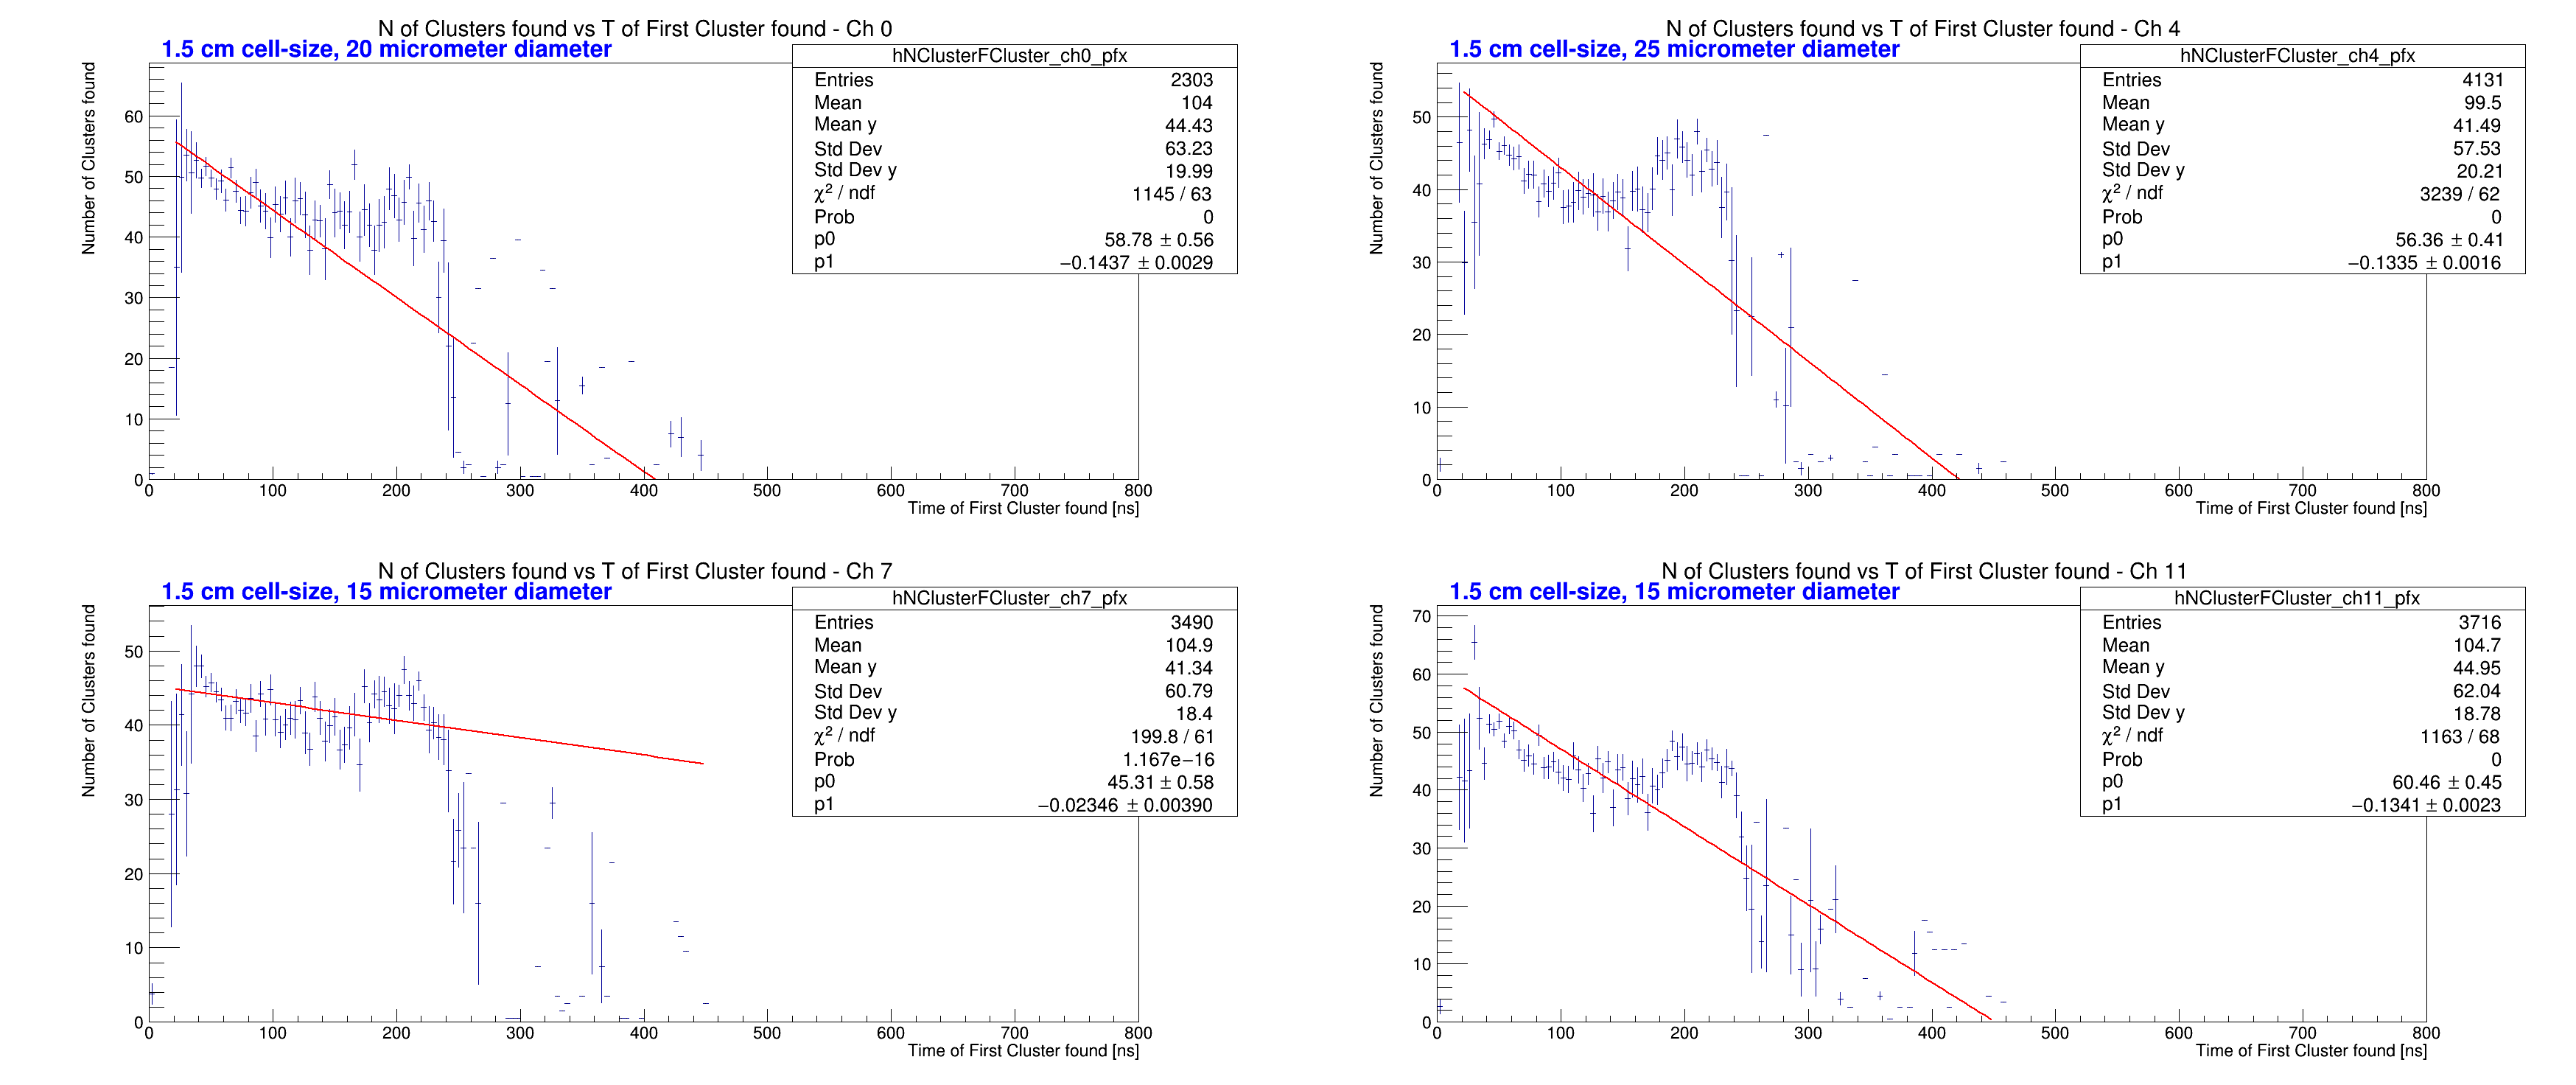 N of Clusters found vs T of First Cluster found - Ch 0
1.5 cm cell-size, 20 micrometer diameter
hNClusterFCluster_ch0_pfx
Entries 2303
Mean 104
Mean y 44.43
Std Dev 63.23
Std Dev y 19.99
χ² / ndf 1145 / 63
Prob 0
p0 58.78 ± 0.56
p1 −0.1437 ± 0.0029
Number of Clusters found
60
50
40
30
20
10
0
0 100 200 300 400 500 600 700 800
Time of First Cluster found [ns]
N of Clusters found vs T of First Cluster found - Ch 4
1.5 cm cell-size, 25 micrometer diameter
hNClusterFCluster_ch4_pfx
Entries 4131
Mean 99.5
Mean y 41.49
Std Dev 57.53
Std Dev y 20.21
χ² / ndf 3239 / 62
Prob 0
p0 56.36 ± 0.41
p1 −0.1335 ± 0.0016
Number of Clusters found
50
40
30
20
10
0
0 100 200 300 400 500 600 700 800
Time of First Cluster found [ns]
N of Clusters found vs T of First Cluster found - Ch 7
1.5 cm cell-size, 15 micrometer diameter
hNClusterFCluster_ch7_pfx
Entries 3490
Mean 104.9
Mean y 41.34
Std Dev 60.79
Std Dev y 18.4
χ² / ndf 199.8 / 61
Prob 1.167e−16
p0 45.31 ± 0.58
p1 −0.02346 ± 0.00390
Number of Clusters found
50
40
30
20
10
0
0 100 200 300 400 500 600 700 800
Time of First Cluster found [ns]
N of Clusters found vs T of First Cluster found - Ch 11
1.5 cm cell-size, 15 micrometer diameter
hNClusterFCluster_ch11_pfx
Entries 3716
Mean 104.7
Mean y 44.95
Std Dev 62.04
Std Dev y 18.78
χ² / ndf 1163 / 68
Prob 0
p0 60.46 ± 0.45
p1 −0.1341 ± 0.0023
Number of Clusters found
70
60
50
40
30
20
10
0
0 100 200 300 400 500 600 700 800
Time of First Cluster found [ns]